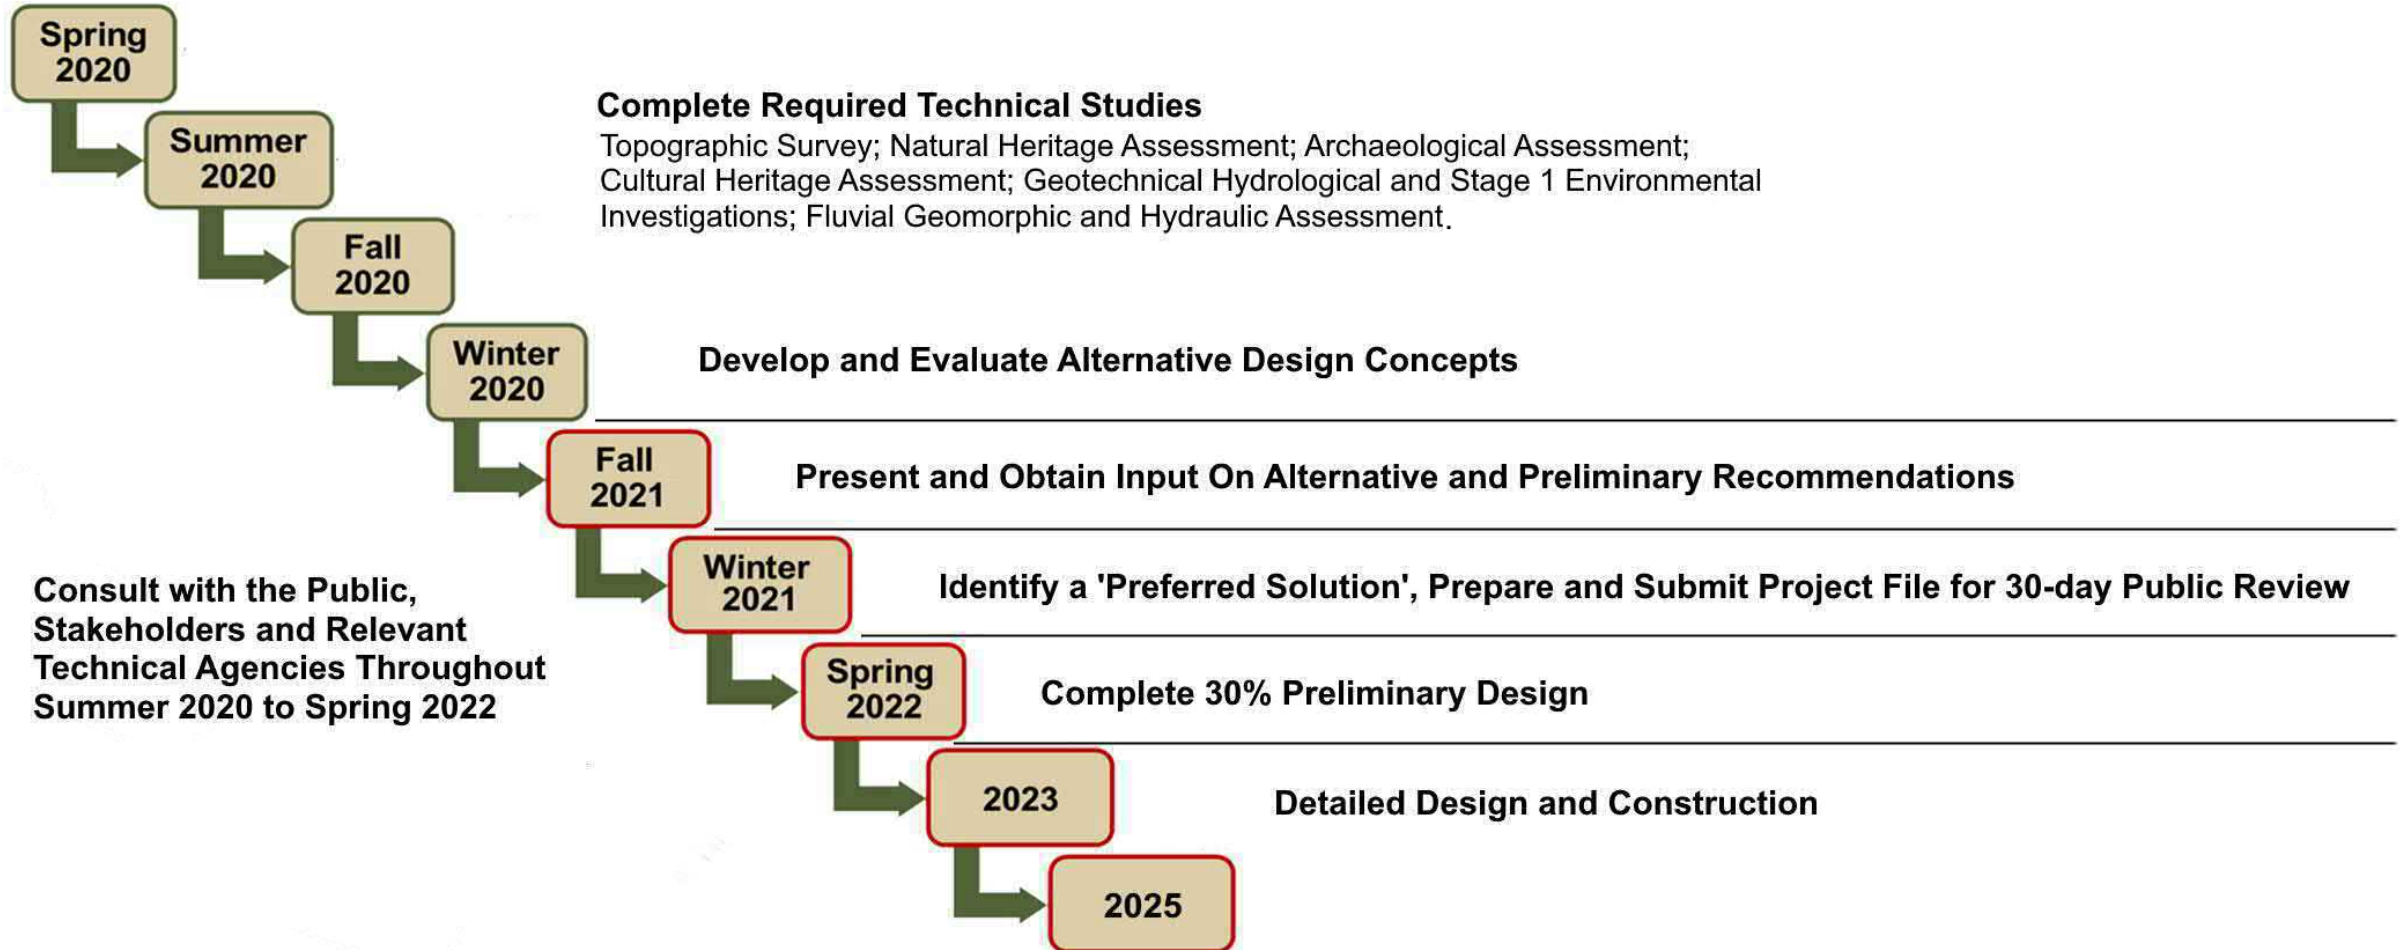 Spring
2020
Summer
2020
Fall
2020
Complete Required Technical Studies
Topographic Survey; Natural Heritage Assessment; Archaeological Assessment;
Cultural Heritage Assessment; Geotechnical Hydrological and Stage 1 Environmental
Investigations; Fluvial Geomorphic and Hydraulic Assessment.
Winter
2020
Develop and Evaluate Alternative Design Concepts
Fall
2021
Present and Obtain Input On Alternative and Preliminary Recommendations
Winter
2021
Identify a 'Preferred Solution', Prepare and Submit Project File for 30-day Public Review
Spring
2022
Complete 30% Preliminary Design
2023
Detailed Design and Construction
2025
Consult with the Public,
Stakeholders and Relevant
Technical Agencies Throughout
Summer 2020 to Spring 2022